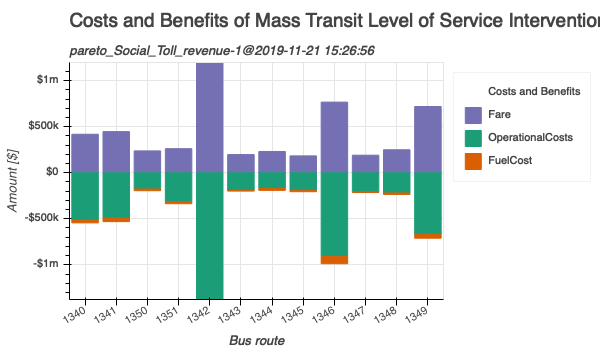 Costs and Benefits of Mass Transit Level of Service Intervention
pareto_Social_Toll_revenue-1@2019-11-21 15:26:56
Amount [$]
$1m
$500k
$0
-$500k
-$1m
1340 1341 1350 1351 1342 1343 1344 1345 1346 1347 1348 1349
Bus route
Costs and Benefits
Fare
OperationalCosts
FuelCost